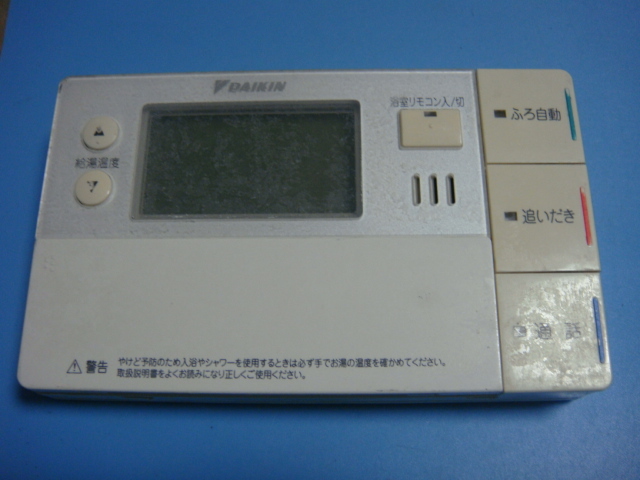 DAIKIN
浴室リモコン入/切
ふろ自動
給湯温度
追いだき
通話
警告
やけど予防のため入浴やシャワーを使用するときは必ず手でお湯の温度を確かめてください。
取扱説明書をよくお読みになり正しくご使用ください。